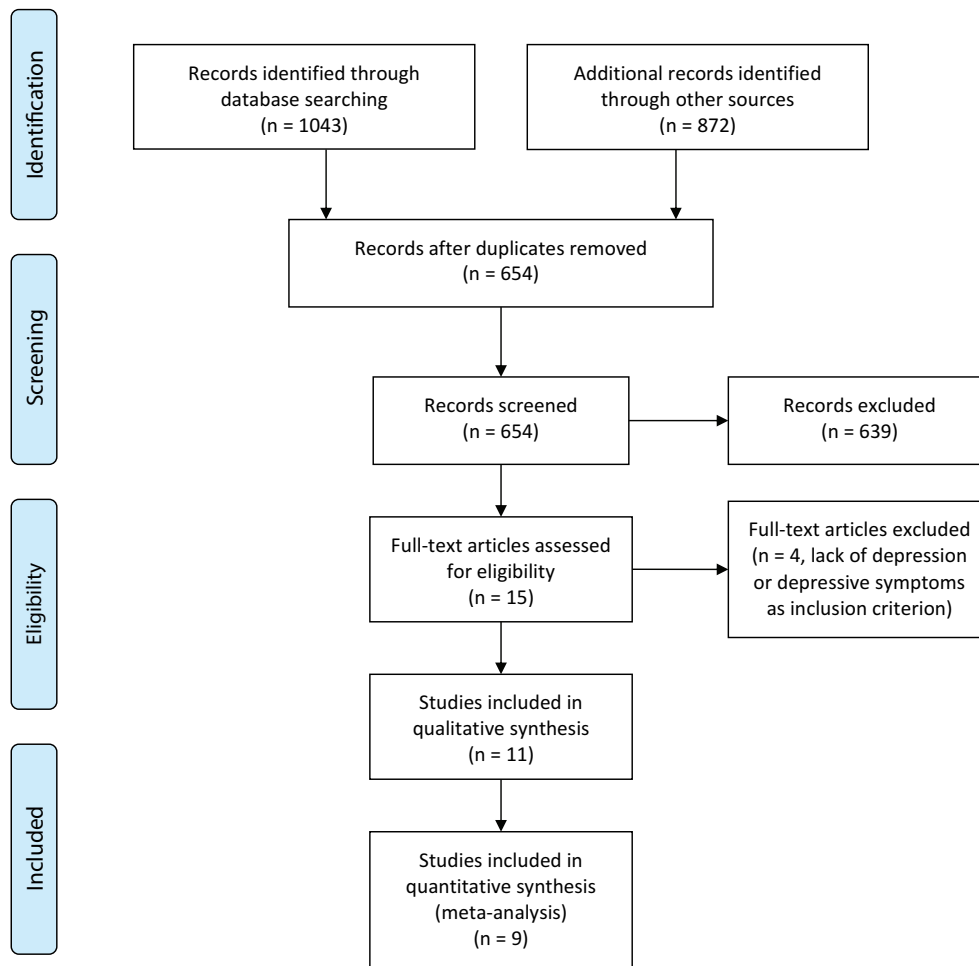 Identification
Records identified through
database searching
(n = 1043)
Additional records identified
through other sources
(n = 872)
Records after duplicates removed
(n = 654)
Screening
Records screened
(n = 654)
Records excluded
(n = 639)
Eligibility
Full-text articles assessed
for eligibility
(n = 15)
Full-text articles excluded
(n = 4, lack of depression
or depressive symptoms
as inclusion criterion)
Studies included in
qualitative synthesis
(n = 11)
Included
Studies included in
quantitative synthesis
(meta-analysis)
(n = 9)